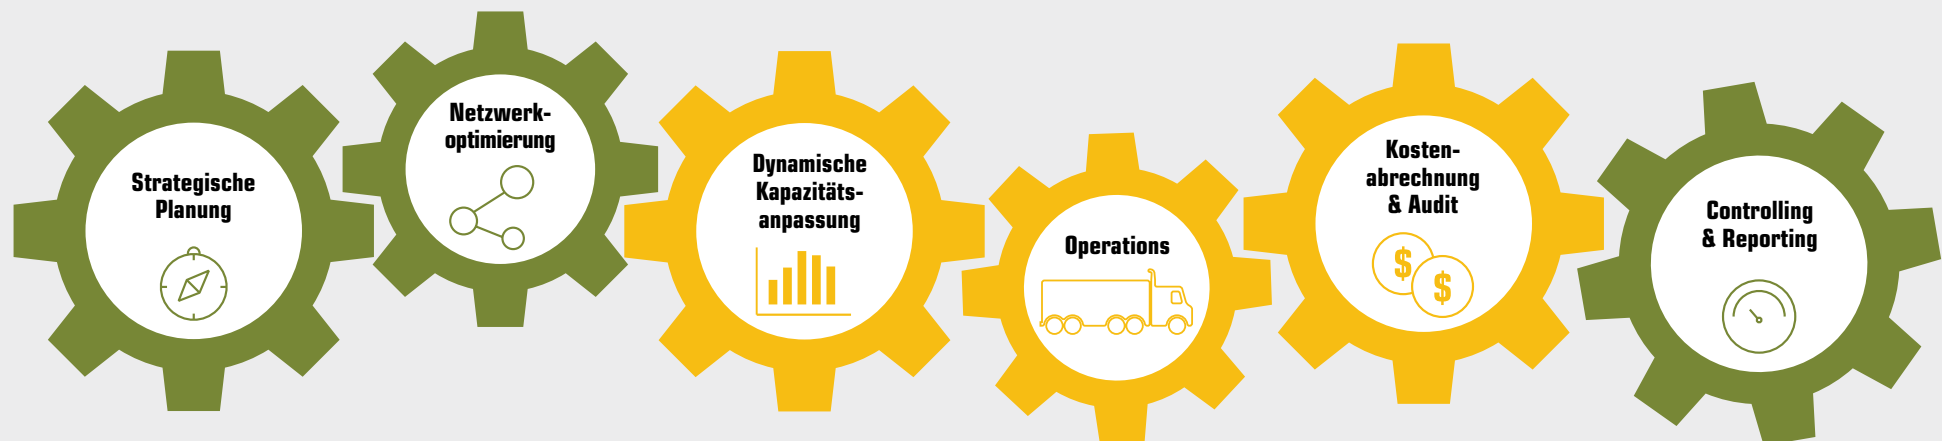 Strategische
Planung
Netzwerk-
optimierung
Dynamische
Kapazitäts-
anpassung
Operations
Kosten-
abrechnung
& Audit
$
$
Controlling
& Reporting